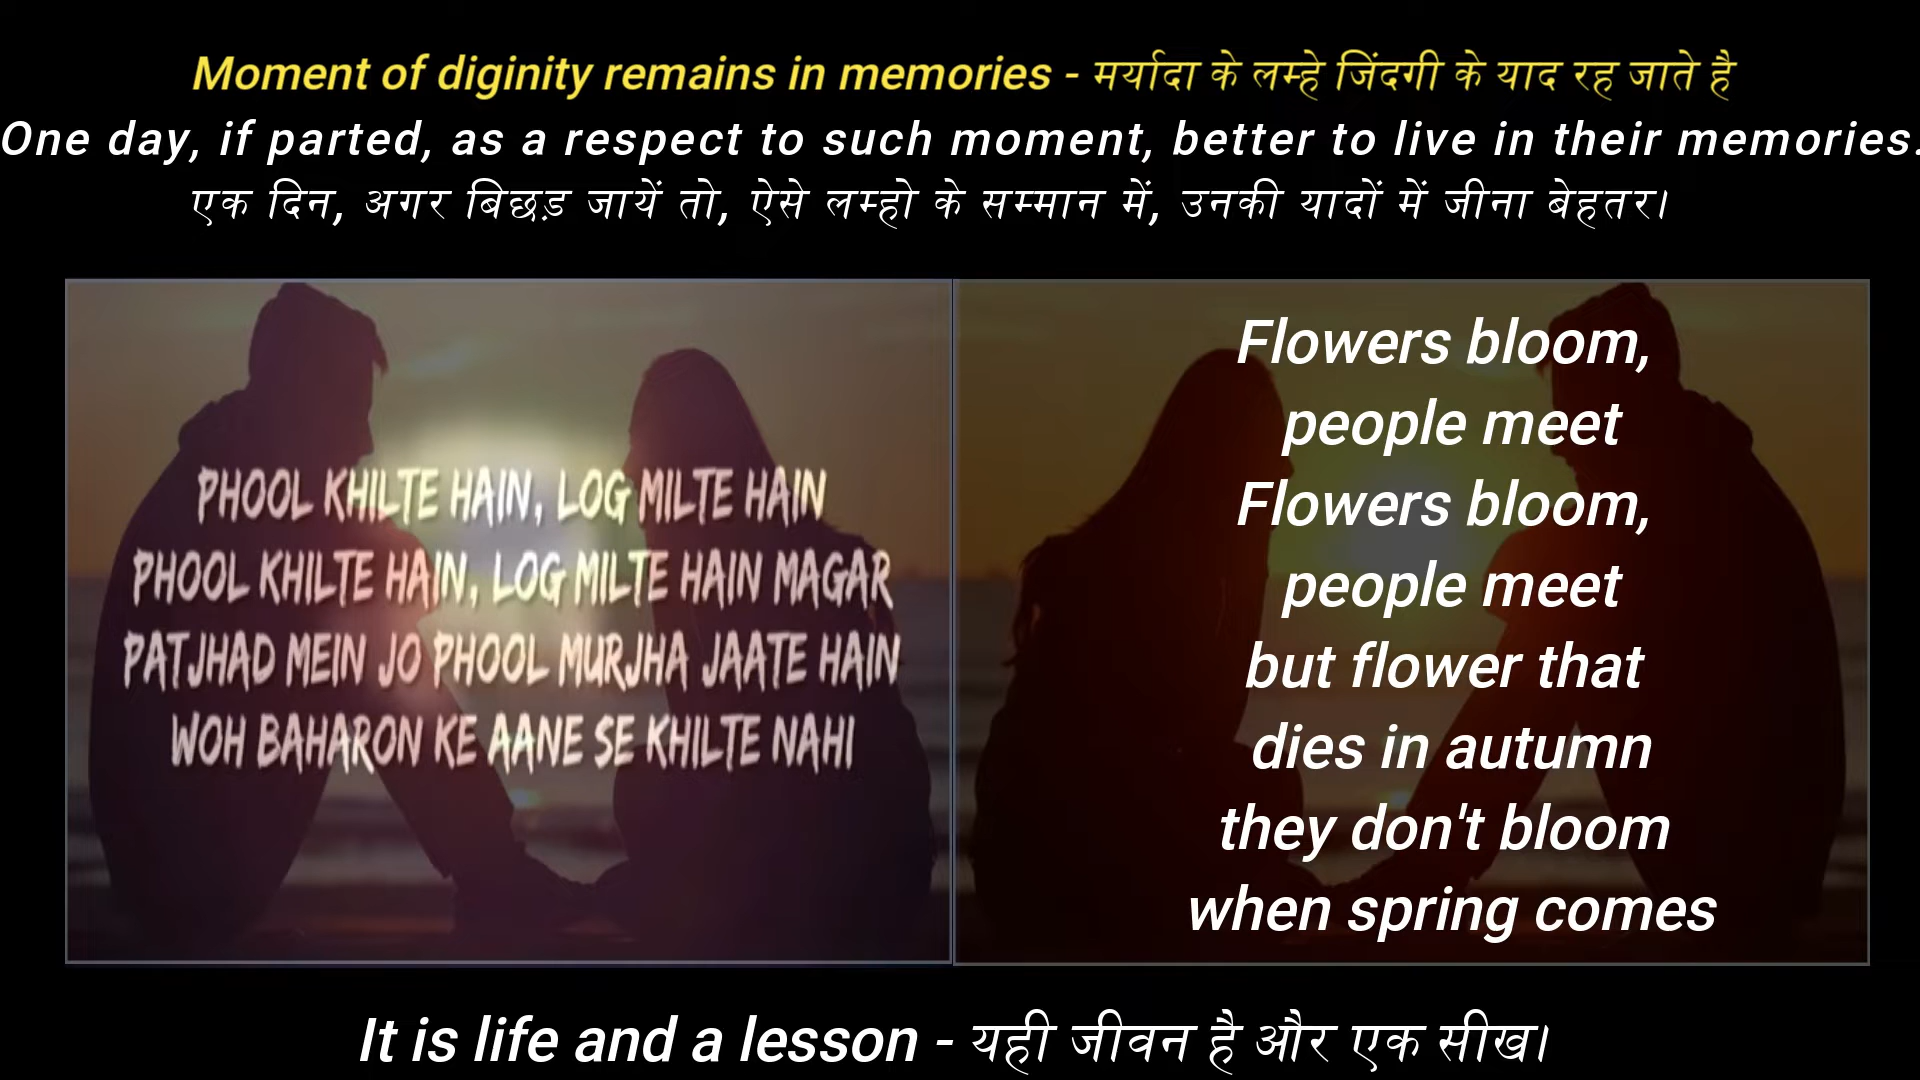 Moment of diginity remains in memories - मर्यादा के लम्हे जिंदगी के याद रह जाते है
One day, if parted, as a respect to such moment, better to live in their memories.
एक दिन, अगर बिछड़ जायें तो, ऐसे लम्हो के सम्मान में, उनकी यादों में जीना बेहतर।
PHOOL KHILTE HAIN, LOG MILTE HAIN
PHOOL KHILTE HAIN, LOG MILTE HAIN MAGAR
PATJHAD MEIN JO PHOOL MURJHA JAATE HAIN
WOH BAHARON KE AANE SE KHILTE NAHI
Flowers bloom,
people meet
Flowers bloom,
people meet
but flower that
dies in autumn
they don't bloom
when spring comes
It is life and a lesson - यही जीवन है और एक सीख।